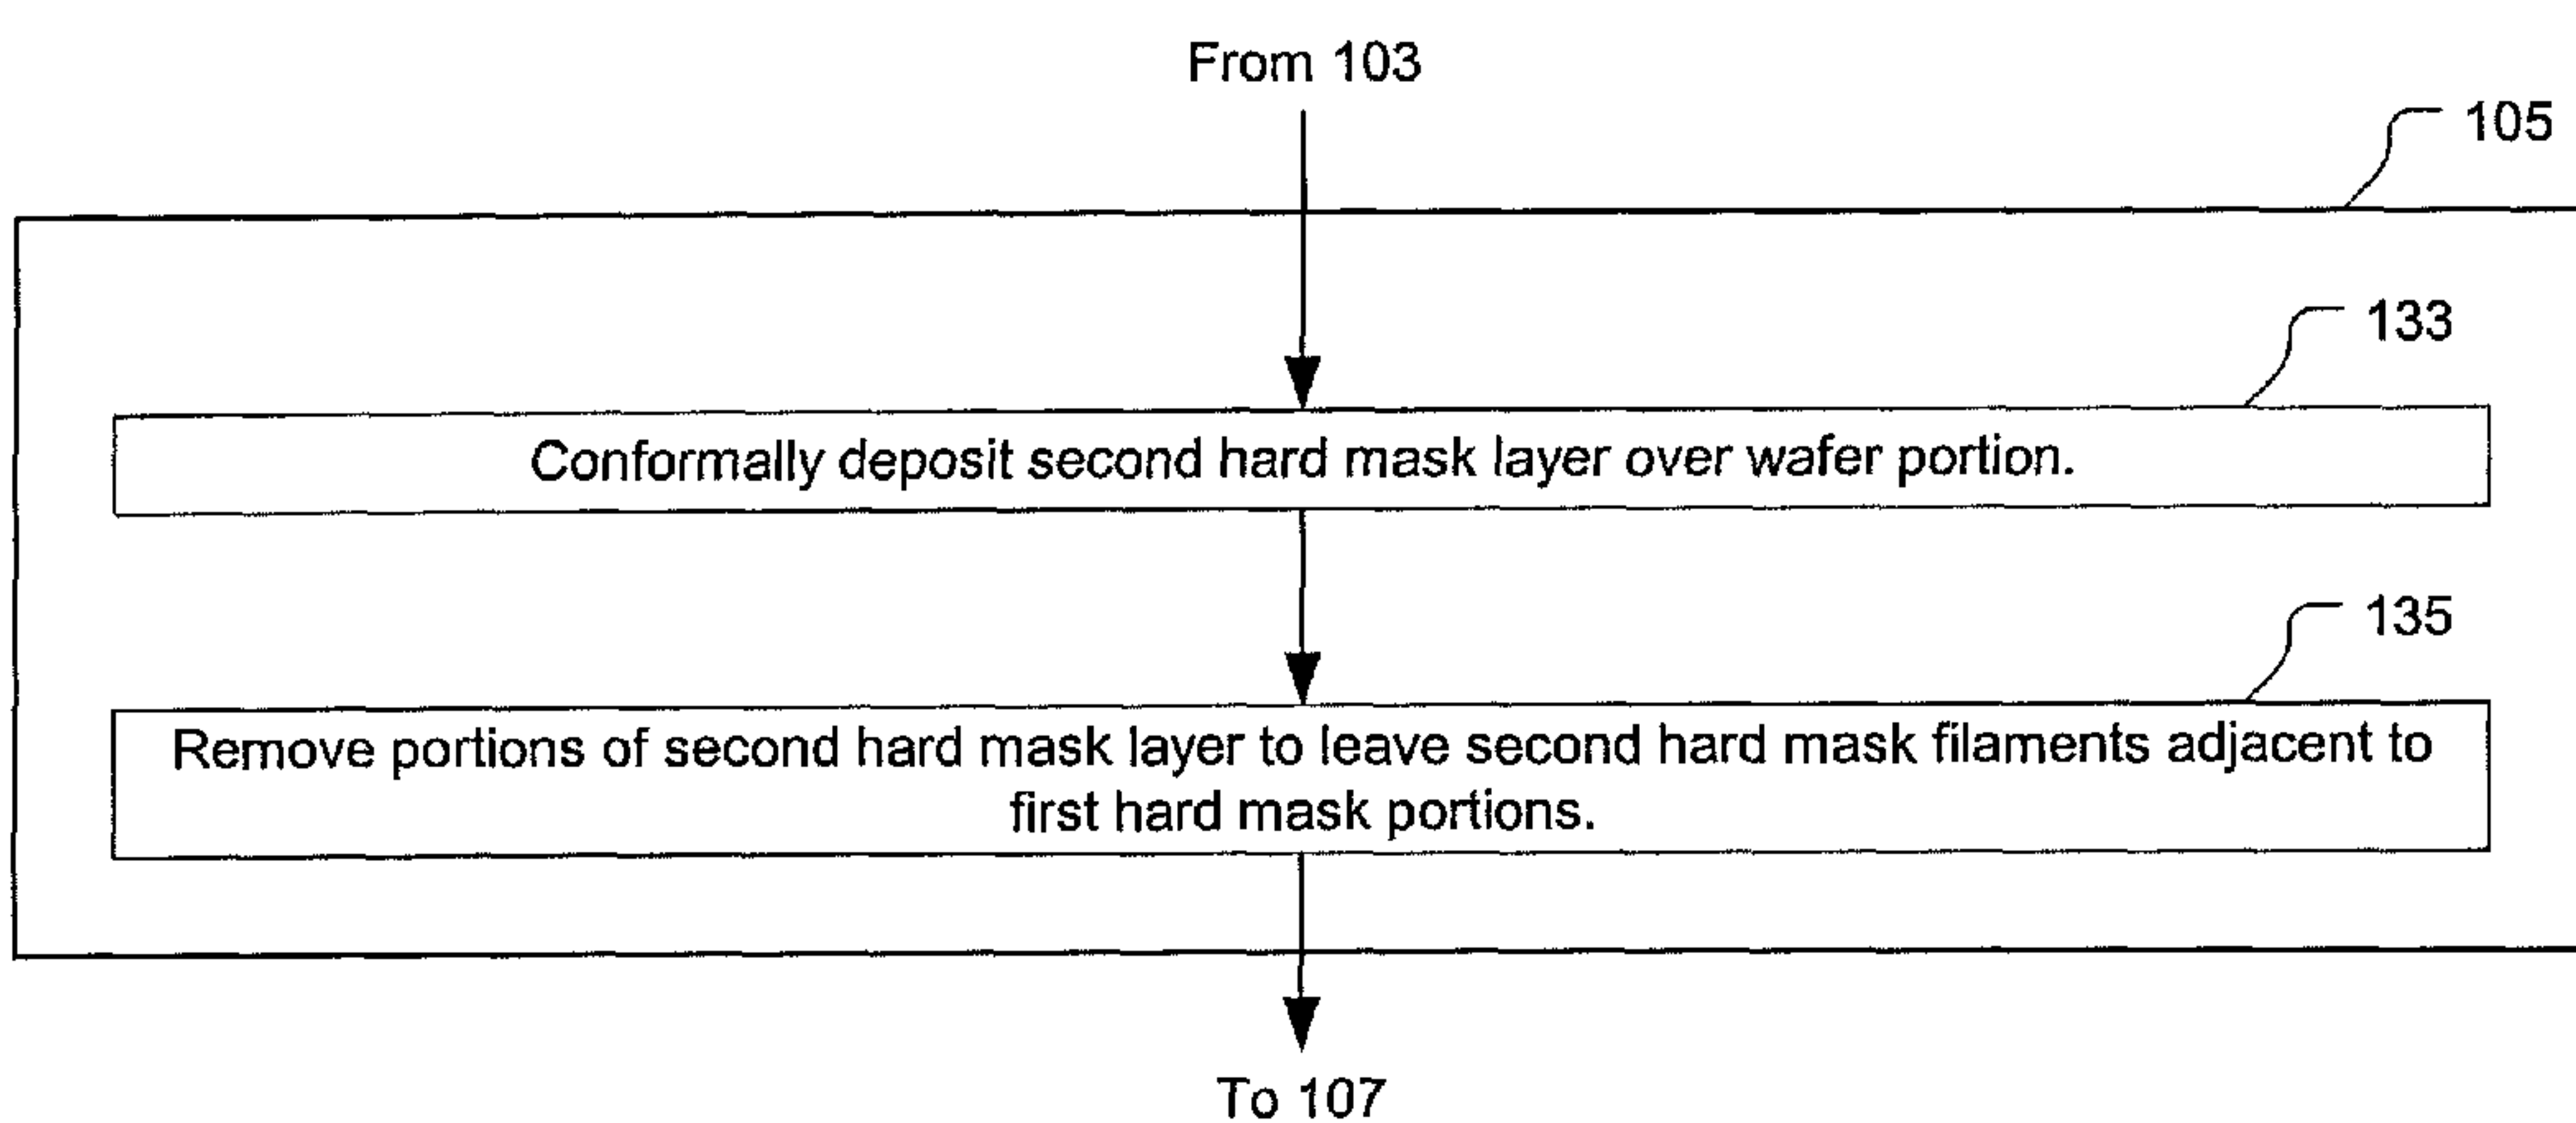 From 103
105
133
Conformally deposit second hard mask layer over wafer portion.
135
Remove portions of second hard mask layer to leave second hard mask filaments adjacent to
first hard mask portions.
To 107